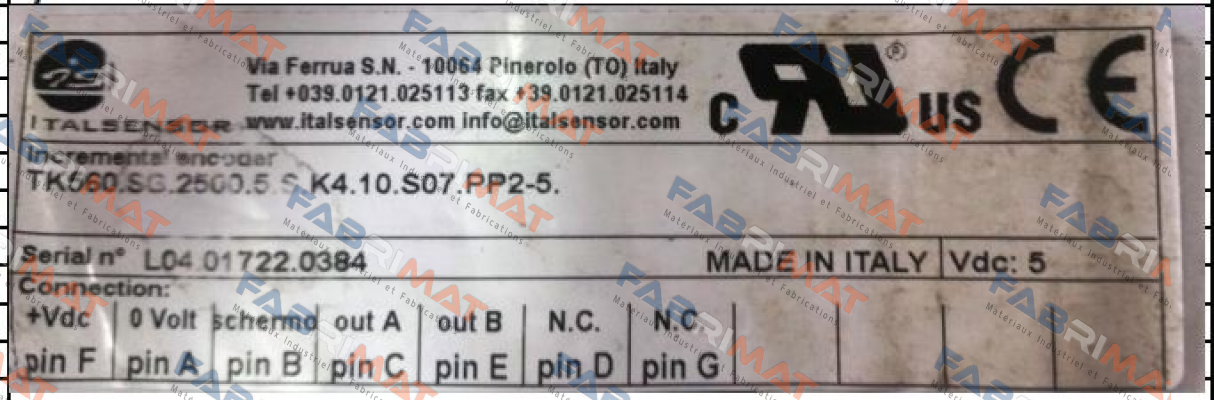 Via Ferrua S.N. - 10064 Pinerolo (TO) Italy
Tel +039.0121.025113 fax +39.0121.025114
ITALSENSOR www.italsensor.com info@italsensor.com
C US CE
Incremental encoder
TK560.SG.2500.5.S K4.10.S07.PP2-5.
Serial n° L04 01722.0384 MADE IN ITALY Vdc: 5
Connection:
+Vdc 0 Volt schermo out A out B N.C. N.C.
pin F pin A pin B pin C pin E pin D pin G
FABRIMAT
Materiaux Industriel et Fabrications